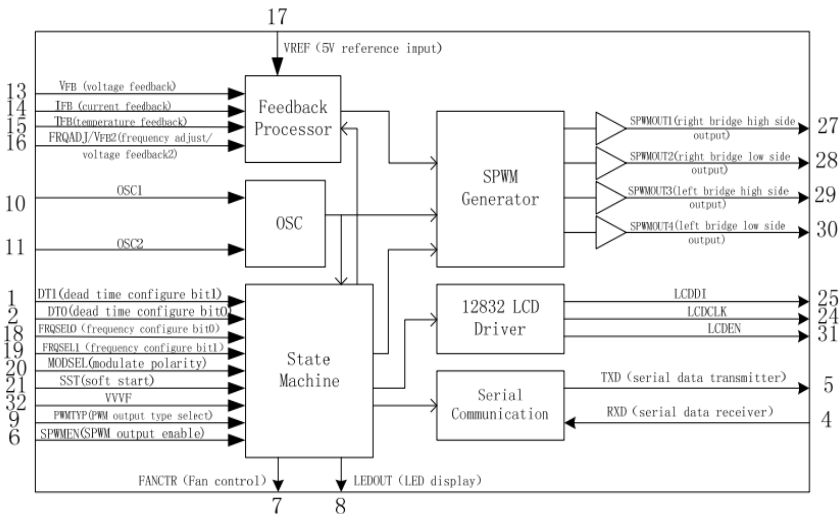 17
VREF (5V reference input)
13
VFB (voltage feedback)
14
IFB (current feedback)
15
TFB(temperature feedback)
16
FRQADJ/VFB2(frequency adjust/
voltage feedback2)
Feedback
Processor
10
OSC1
11
OSC2
OSC
SPWM
Generator
SPWMOUT1(right bridge high side
output)
27
SPWMOUT2(right bridge low side
output)
28
SPWMOUT3(left bridge high side
output)
29
SPWMOUT4(left bridge low side
output)
30
1
DT1(dead time configure bit1)
2
DT0(dead time configure bit0)
18
FRQSEL0 (frequency configure bit0)
19
FRQSEL1 (frequency configure bit1)
20
MODSEL(modulate polarity)
21
SST(soft start)
32
VVVF
9
PWMTYP(PWM output type select)
6
SPWMEN(SPWM output enable)
State
Machine
12832 LCD
Driver
LCDDI
25
LCDCLK
24
LCDEN
31
Serial
Communication
TXD (serial data transmitter)
5
RXD (serial data receiver)
4
FANCTR (Fan control)
7
LEDOUT (LED display)
8